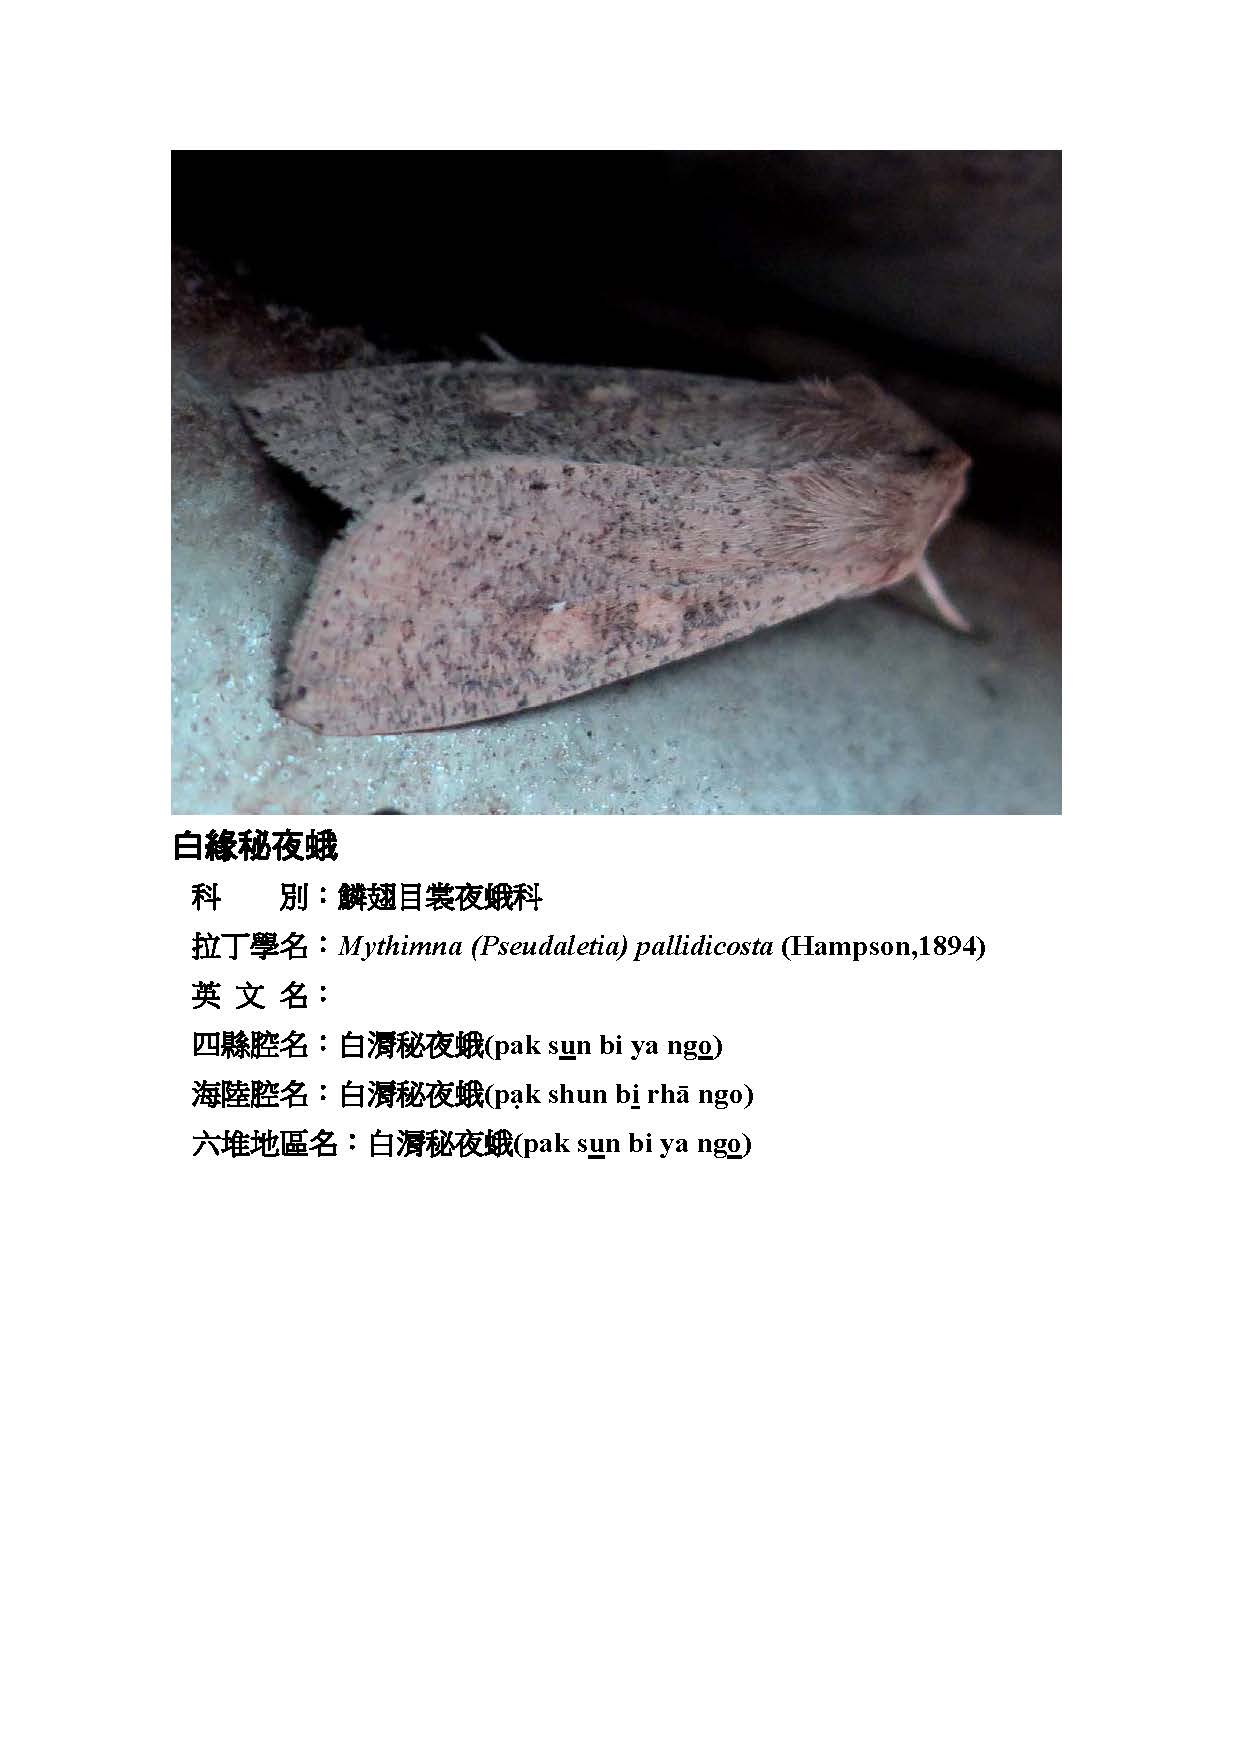 白緣秘夜蛾
科　　別：鱗翅目裳夜蛾科
拉丁學名：Mythimna (Pseudaletia) pallidicosta (Hampson,1894)
英 文 名：
四縣腔名：白漘秘夜蛾(pak sun bi ya ngo)
海陸腔名：白漘秘夜蛾(pạk shun bi rhā ngo)
六堆地區名：白漘秘夜蛾(pak sun bi ya ngo)